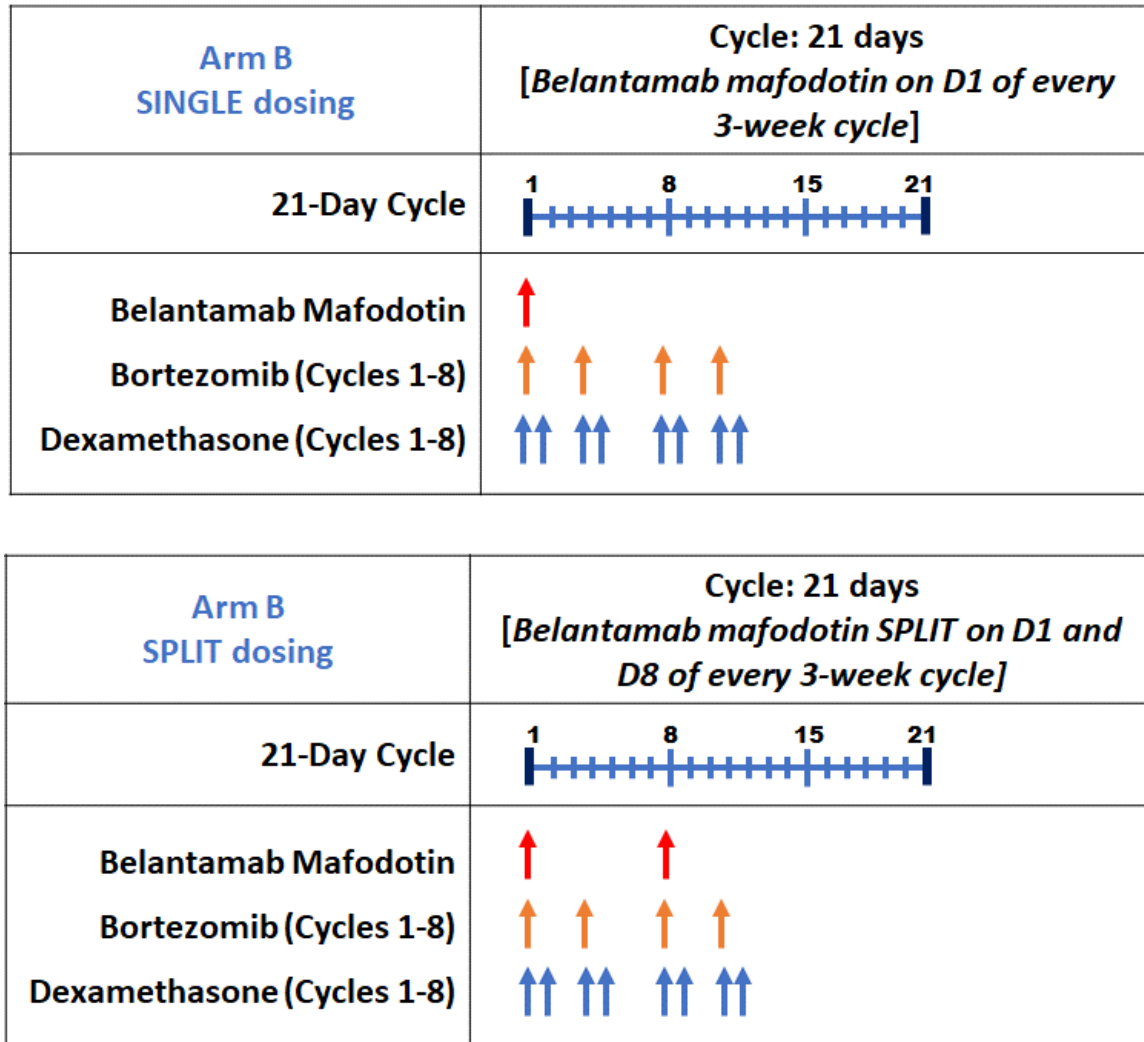 Arm B
SINGLE dosing
Cycle: 21 days
[Belantamab mafodotin on D1 of every
3-week cycle]
21-Day Cycle
1 8 15 21
Belantamab Mafodotin
Bortezomib (Cycles 1-8)
Dexamethasone (Cycles 1-8)
Arm B
SPLIT dosing
Cycle: 21 days
[Belantamab mafodotin SPLIT on D1 and
D8 of every 3-week cycle]
21-Day Cycle
1 8 15 21
Belantamab Mafodotin
Bortezomib (Cycles 1-8)
Dexamethasone (Cycles 1-8)